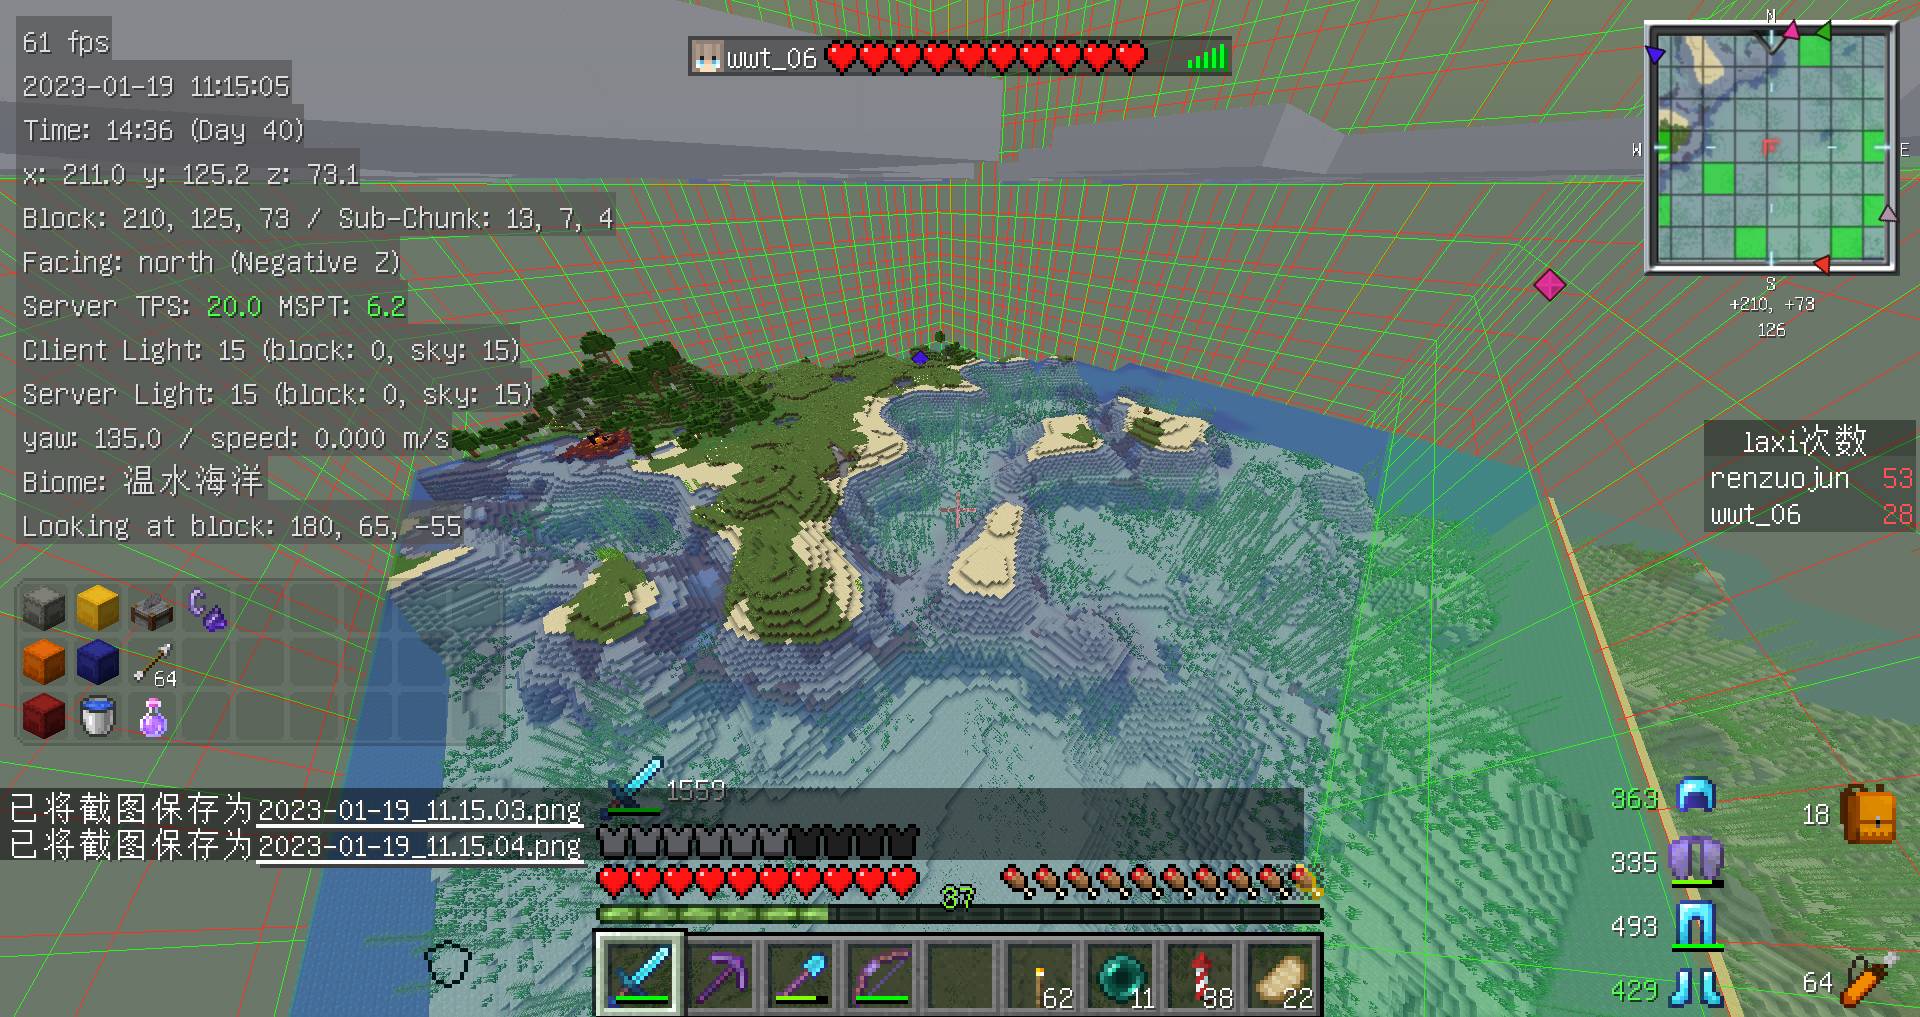 61 fps
2023-01-19 11:15:05
Time: 14:36 (Day 40)
x: 211.0 y: 125.2 z: 73.1
Block: 210, 125, 73 / Sub-Chunk: 13, 7, 4
Facing: north (Negative Z)
Server TPS: 20.0 MSPT: 6.2
Client Light: 15 (block: 0, sky: 15)
Server Light: 15 (block: 0, sky: 15)
yaw: 135.0 / speed: 0.000 m/s
Biome: 温水海洋
Looking at block: 180, 65, -55
wwt_06
N
W
E
S
+210, +73
126
laxi次数
renzuojun 53
wwt_06 28
64
已将截图保存为2023-01-19_11.15.03.png
已将截图保存为2023-01-19_11.15.04.png
1559
37
62
11
98
22
363
335
493
429
18
64